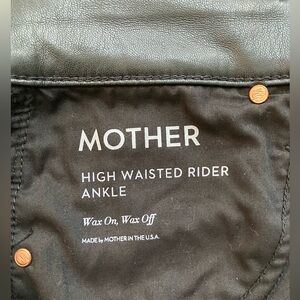 MOTHER
HIGH WAISTED RIDER
ANKLE
Wax On, Wax Off
MADE by MOTHER IN THE U.S.A.